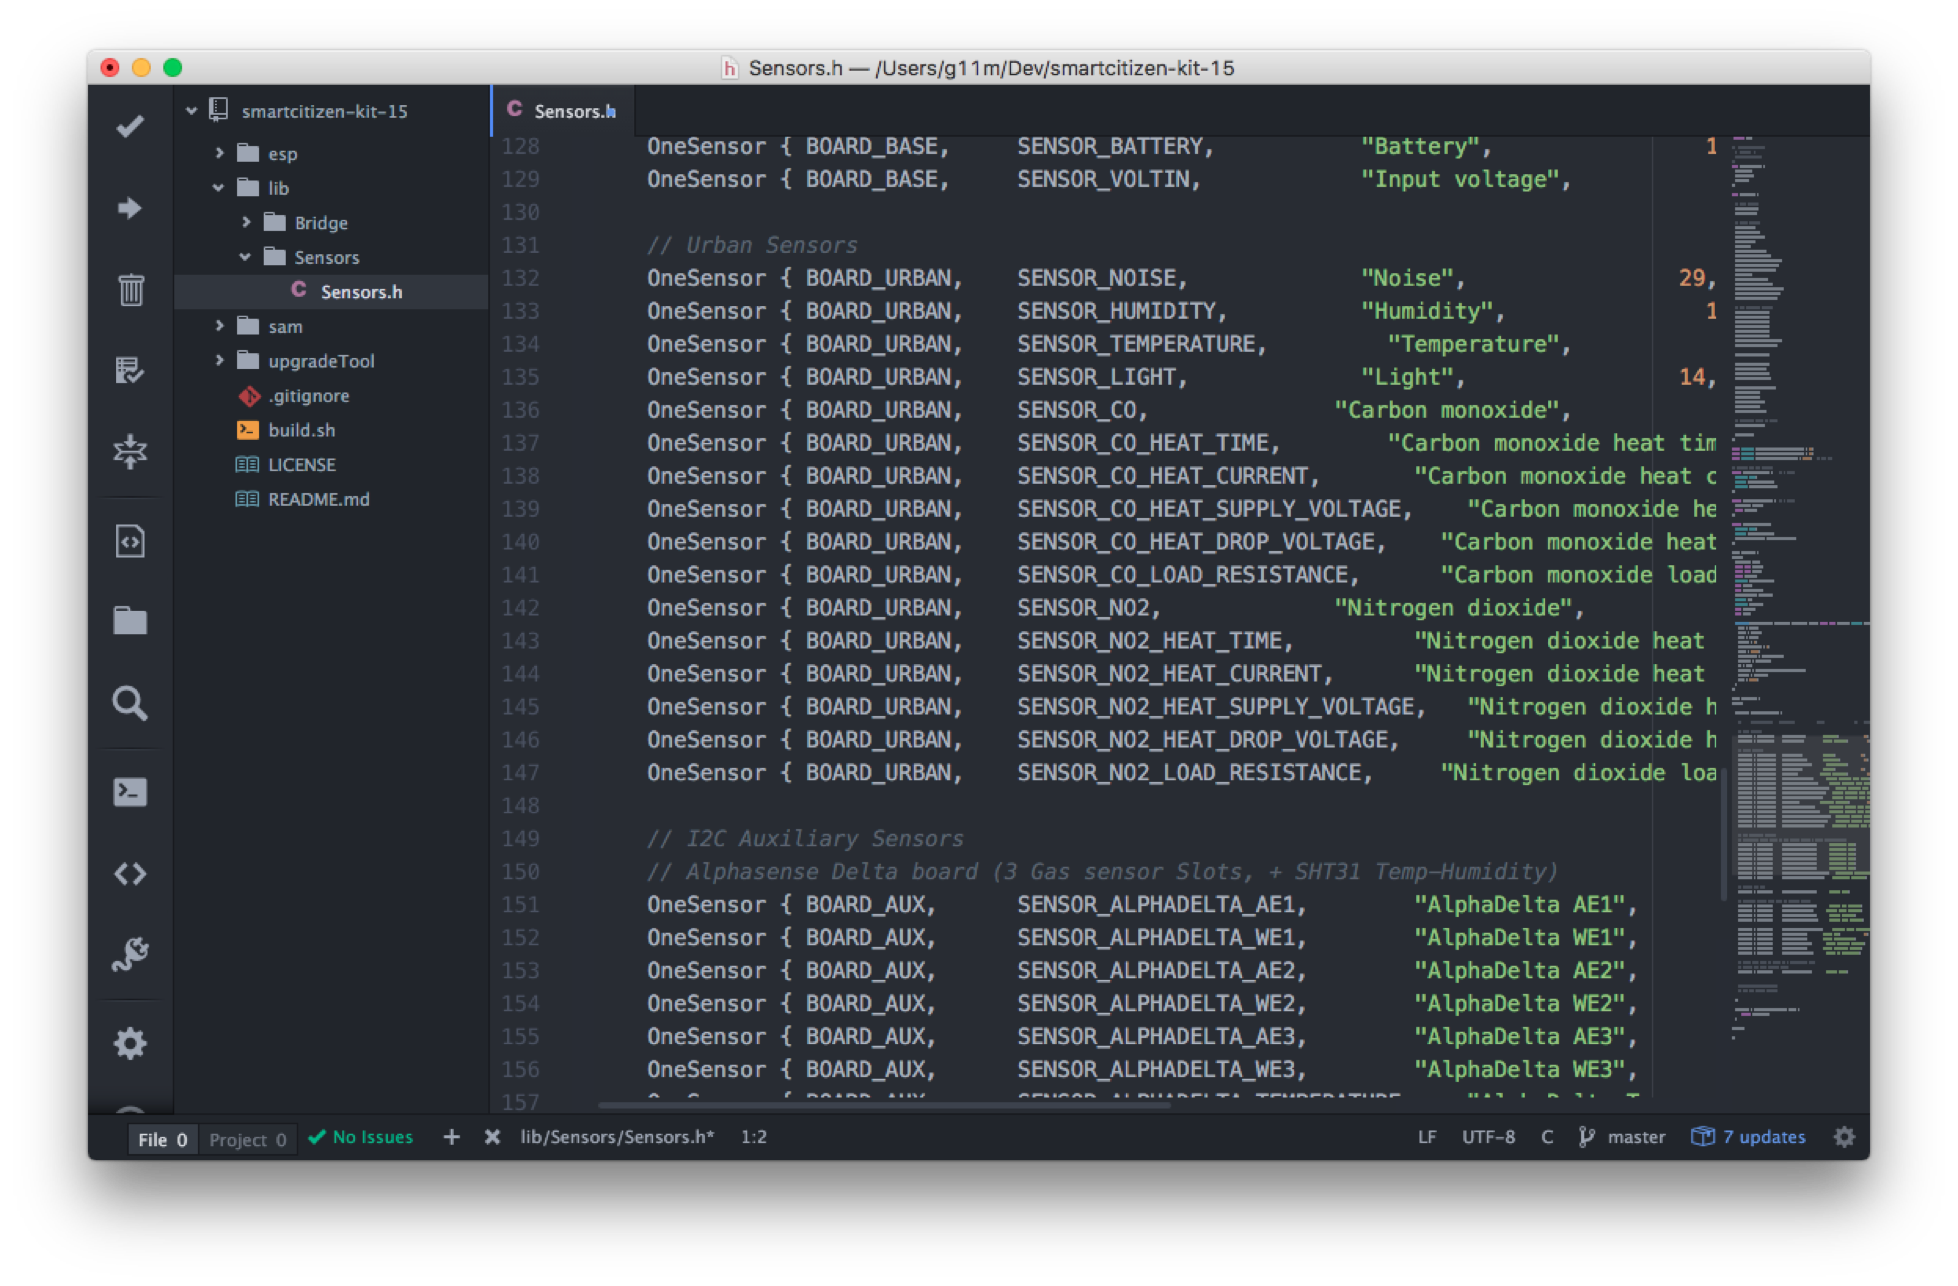 Sensors.h — /Users/g11m/Dev/smartcitizen-kit-15
smartcitizen-kit-15
esp
lib
Bridge
Sensors
Sensors.h
sam
upgradeTool
.gitignore
build.sh
LICENSE
README.md
Sensors.h
128 OneSensor { BOARD_BASE, SENSOR_BATTERY, "Battery", 1
129 OneSensor { BOARD_BASE, SENSOR_VOLTIN, "Input voltage",
130
131 // Urban Sensors
132 OneSensor { BOARD_URBAN, SENSOR_NOISE, "Noise", 29,
133 OneSensor { BOARD_URBAN, SENSOR_HUMIDITY, "Humidity", 1
134 OneSensor { BOARD_URBAN, SENSOR_TEMPERATURE, "Temperature",
135 OneSensor { BOARD_URBAN, SENSOR_LIGHT, "Light", 14,
136 OneSensor { BOARD_URBAN, SENSOR_CO, "Carbon monoxide",
137 OneSensor { BOARD_URBAN, SENSOR_CO_HEAT_TIME, "Carbon monoxide heat tim
138 OneSensor { BOARD_URBAN, SENSOR_CO_HEAT_CURRENT, "Carbon monoxide heat c
139 OneSensor { BOARD_URBAN, SENSOR_CO_HEAT_SUPPLY_VOLTAGE, "Carbon monoxide he
140 OneSensor { BOARD_URBAN, SENSOR_CO_HEAT_DROP_VOLTAGE, "Carbon monoxide heat
141 OneSensor { BOARD_URBAN, SENSOR_CO_LOAD_RESISTANCE, "Carbon monoxide load
142 OneSensor { BOARD_URBAN, SENSOR_NO2, "Nitrogen dioxide",
143 OneSensor { BOARD_URBAN, SENSOR_NO2_HEAT_TIME, "Nitrogen dioxide heat
144 OneSensor { BOARD_URBAN, SENSOR_NO2_HEAT_CURRENT, "Nitrogen dioxide heat
145 OneSensor { BOARD_URBAN, SENSOR_NO2_HEAT_SUPPLY_VOLTAGE, "Nitrogen dioxide h
146 OneSensor { BOARD_URBAN, SENSOR_NO2_HEAT_DROP_VOLTAGE, "Nitrogen dioxide h
147 OneSensor { BOARD_URBAN, SENSOR_NO2_LOAD_RESISTANCE, "Nitrogen dioxide loa
148
149 // I2C Auxiliary Sensors
150 // Alphasense Delta board (3 Gas sensor Slots, + SHT31 Temp-Humidity)
151 OneSensor { BOARD_AUX, SENSOR_ALPHADELTA_AE1, "AlphaDelta AE1",
152 OneSensor { BOARD_AUX, SENSOR_ALPHADELTA_WE1, "AlphaDelta WE1",
153 OneSensor { BOARD_AUX, SENSOR_ALPHADELTA_AE2, "AlphaDelta AE2",
154 OneSensor { BOARD_AUX, SENSOR_ALPHADELTA_WE2, "AlphaDelta WE2",
155 OneSensor { BOARD_AUX, SENSOR_ALPHADELTA_AE3, "AlphaDelta AE3",
156 OneSensor { BOARD_AUX, SENSOR_ALPHADELTA_WE3, "AlphaDelta WE3",
157
File 0 Project 0 No Issues lib/Sensors/Sensors.h* 1:2 LF UTF-8 C master 7 updates